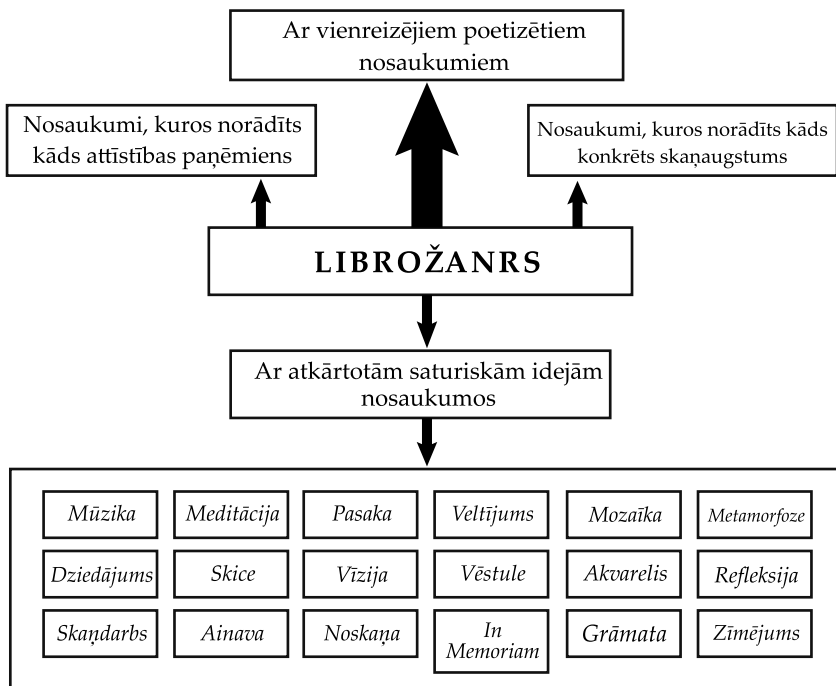 Ar vienreizējiem poetizētiem
nosaukumiem
Nosaukumi, kuros norādīts
kāds attīstības paņēmiens
Nosaukumi, kuros norādīts kāds
konkrēts skaņaugstums
LIBROŽANRS
Ar atkārtotām saturiskām idejām
nosaukumos
Mūzika
Meditācija
Pasaka
Veltījums
Mozaīka
Metamorfoze
Dziedājums
Skice
Vīzija
Vēstule
Akvarelis
Refleksija
Skaņdarbs
Ainava
Noskaņa
In
Memoriam
Grāmata
Zīmējums